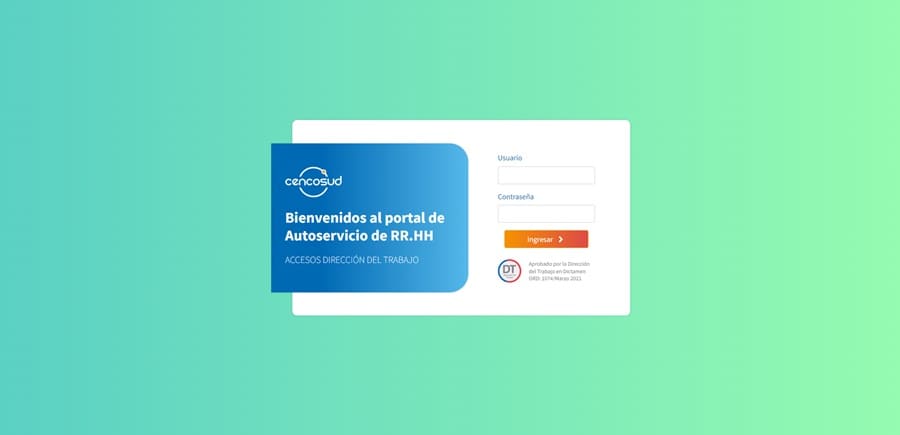 cencosud
Bienvenidos al portal de
Autoservicio de RR.HH
ACCESOS DIRECCIÓN DEL TRABAJO
Usuario
Contraseña
Ingresar
DT
Aprobado por la Dirección
del Trabajo en Dictamen
ORD. 1074/Marzo 2021